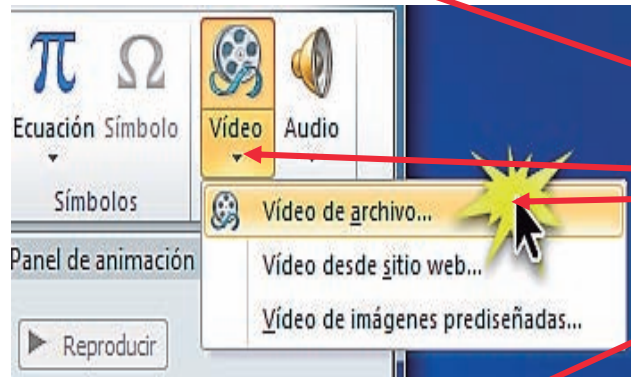 Ecuación Símbolo Vídeo Audio
Símbolos
Vídeo de archivo...
Panel de animación
Vídeo desde sitio web...
Vídeo de imágenes prediseñadas...
Reproducir